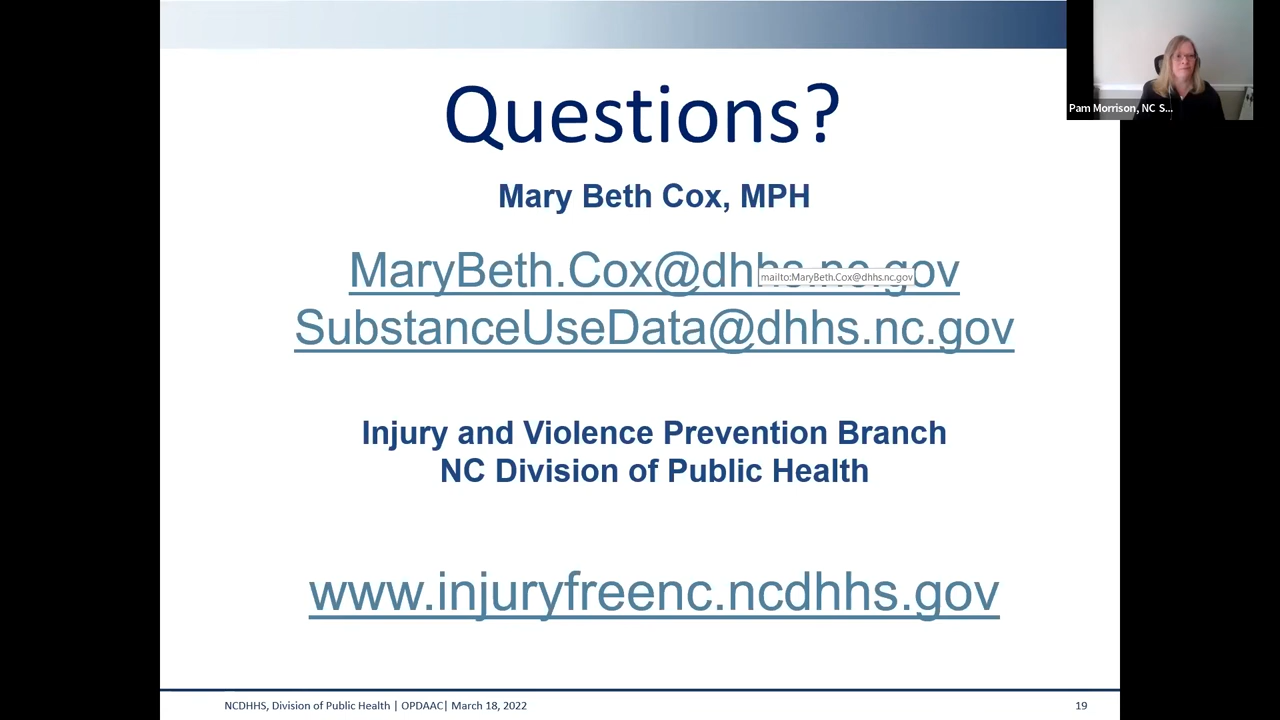 Questions?
Pam Morrison, NC S...
Mary Beth Cox, MPH
MaryBeth.Cox@dhhs.nc.gov
mailto:MaryBeth.Cox@dhhs.nc.gov
SubstanceUseData@dhhs.nc.gov
Injury and Violence Prevention Branch
NC Division of Public Health
www.injuryfreenc.ncdhhs.gov
NCDHHS, Division of Public Health | OPDAAC| March 18, 2022
19